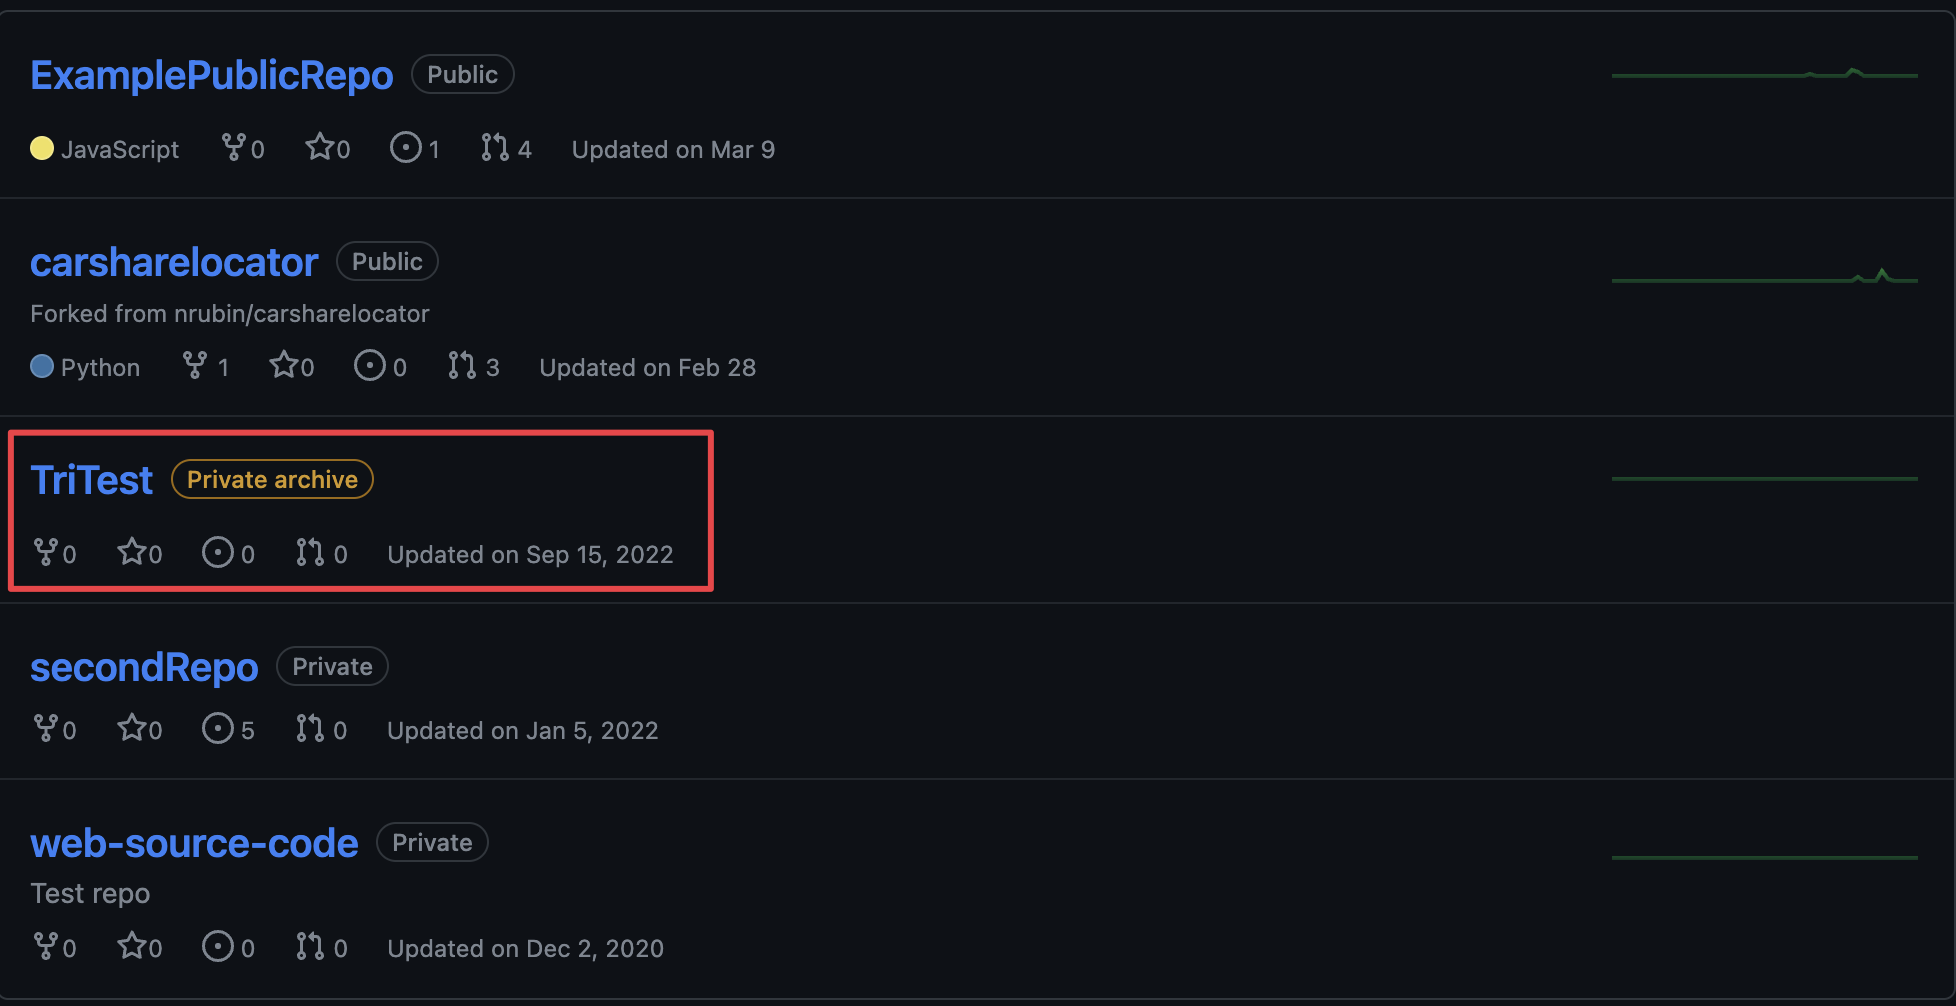 ExamplePublicRepo Public
JavaScript 0 0 1 4 Updated on Mar 9
carsharelocator Public
Forked from nrubin/carsharelocator
Python 1 0 0 3 Updated on Feb 28
TriTest Private archive
0 0 0 0 Updated on Sep 15, 2022
secondRepo Private
0 0 5 0 Updated on Jan 5, 2022
web-source-code Private
Test repo
0 0 0 0 Updated on Dec 2, 2020